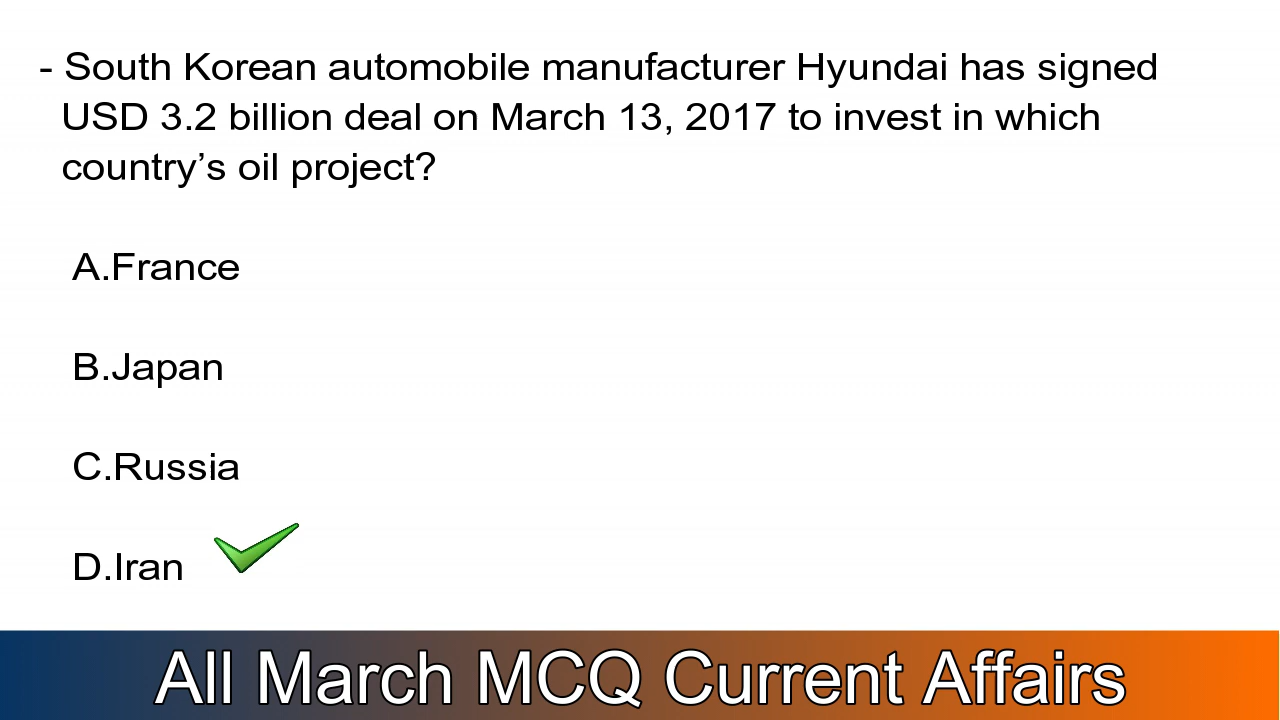 - South Korean automobile manufacturer Hyundai has signed
USD 3.2 billion deal on March 13, 2017 to invest in which
country’s oil project?
A.France
B.Japan
C.Russia
D.Iran
All March MCQ Current Affairs